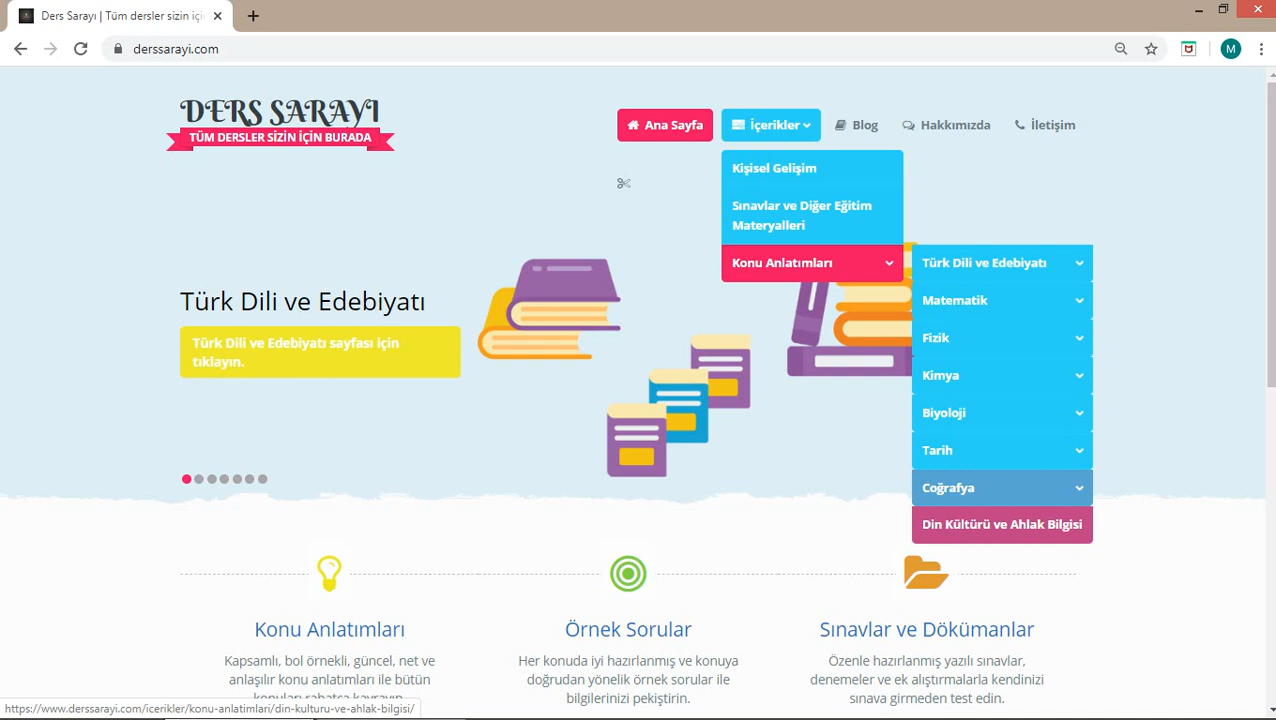 Ders Sarayı | Tüm dersler sizin içi
derssarayi.com
M
DERS SARAYI
TÜM DERSLER SİZİN İÇİN BURADA
Ana Sayfa
İçerikler
Blog
Hakkımızda
İletişim
Kişisel Gelişim
Sınavlar ve Diğer Eğitim
Materyalleri
Konu Anlatımları
Türk Dili ve Edebiyatı
Matematik
Fizik
Kimya
Biyoloji
Tarih
Coğrafya
Din Kültürü ve Ahlak Bilgisi
Türk Dili ve Edebiyatı
Türk Dili ve Edebiyatı sayfası için
tıklayın.
Konu Anlatımları
Kapsamlı, bol örnekli, güncel, net ve
anlaşılır konu anlatımları ile bütün
konuları rahatça kavrayın.
Örnek Sorular
Her konuda iyi hazırlanmış ve konuya
doğrudan yönelik örnek sorular ile
bilgilerinizi pekiştirin.
Sınavlar ve Dökümanlar
Özenle hazırlanmış yazılı sınavlar,
denemeler ve ek alıştırmalarla kendinizi
sınava girmeden test edin.
https://www.derssarayi.com/icerikler/konu-anlatimlari/din-kulturu-ve-ahlak-bilgisi/